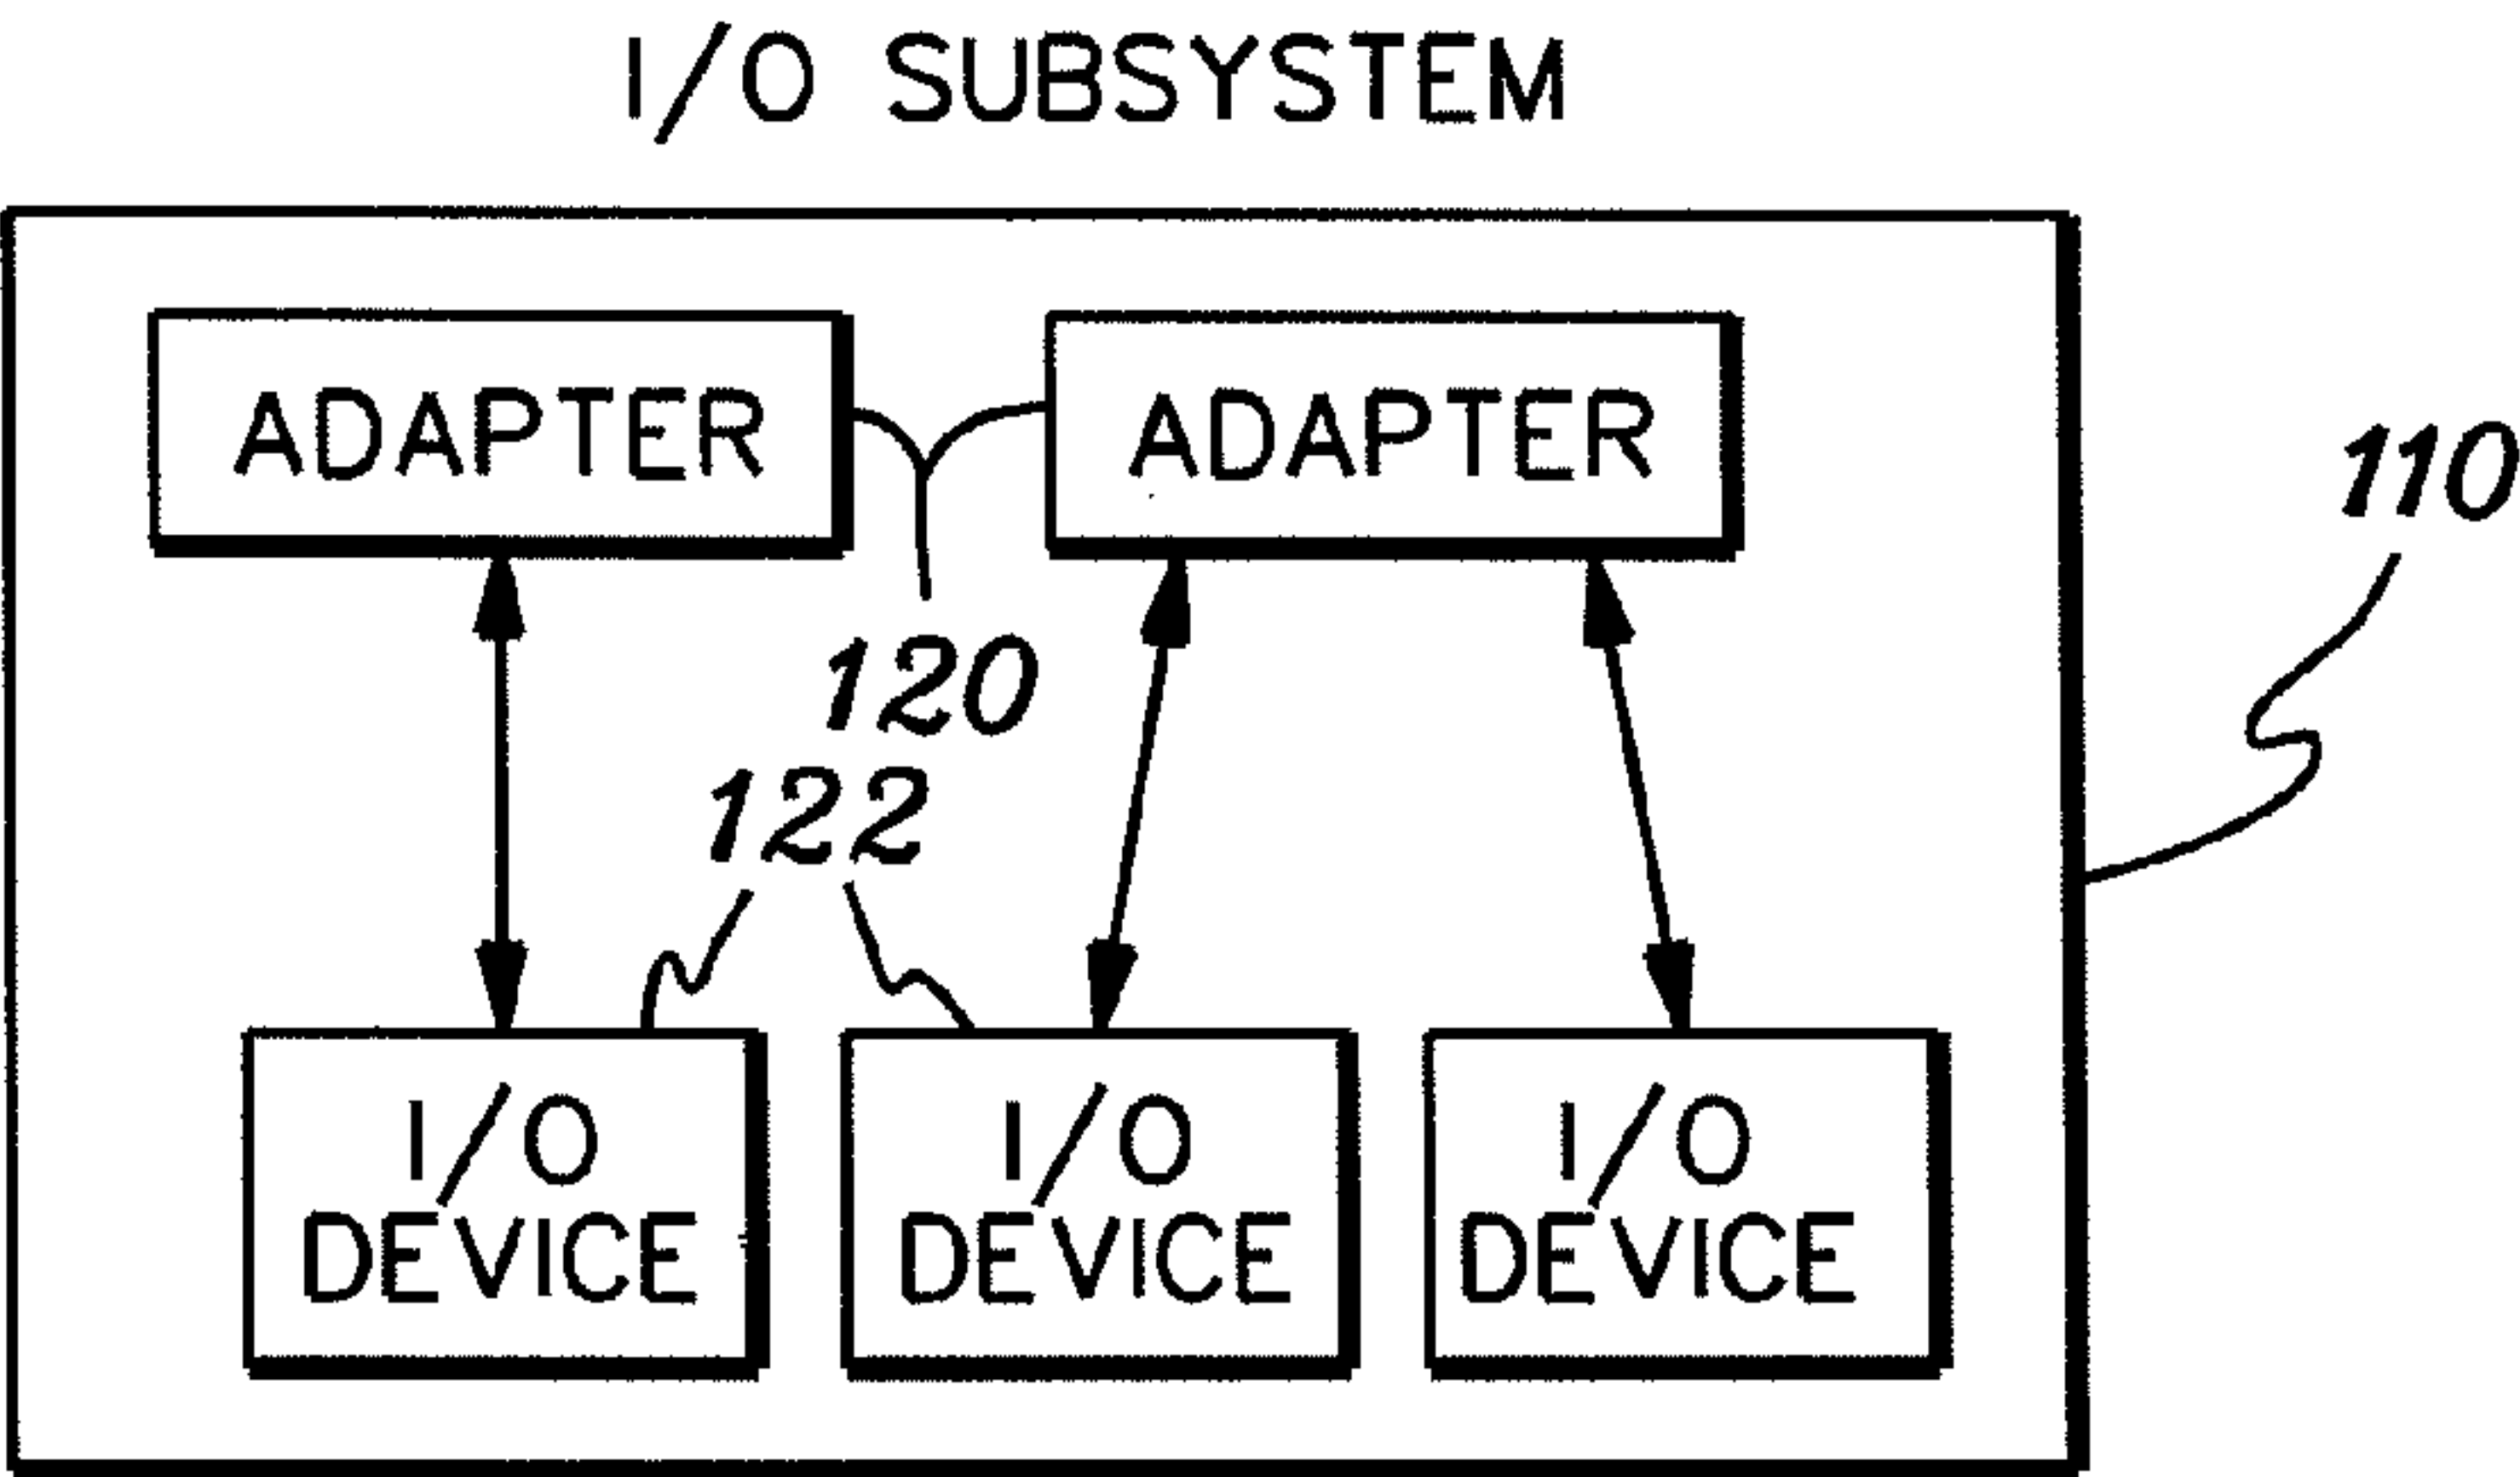 I/O SUBSYSTEM
ADAPTER
ADAPTER
110
120
122
I/O
DEVICE
I/O
DEVICE
I/O
DEVICE